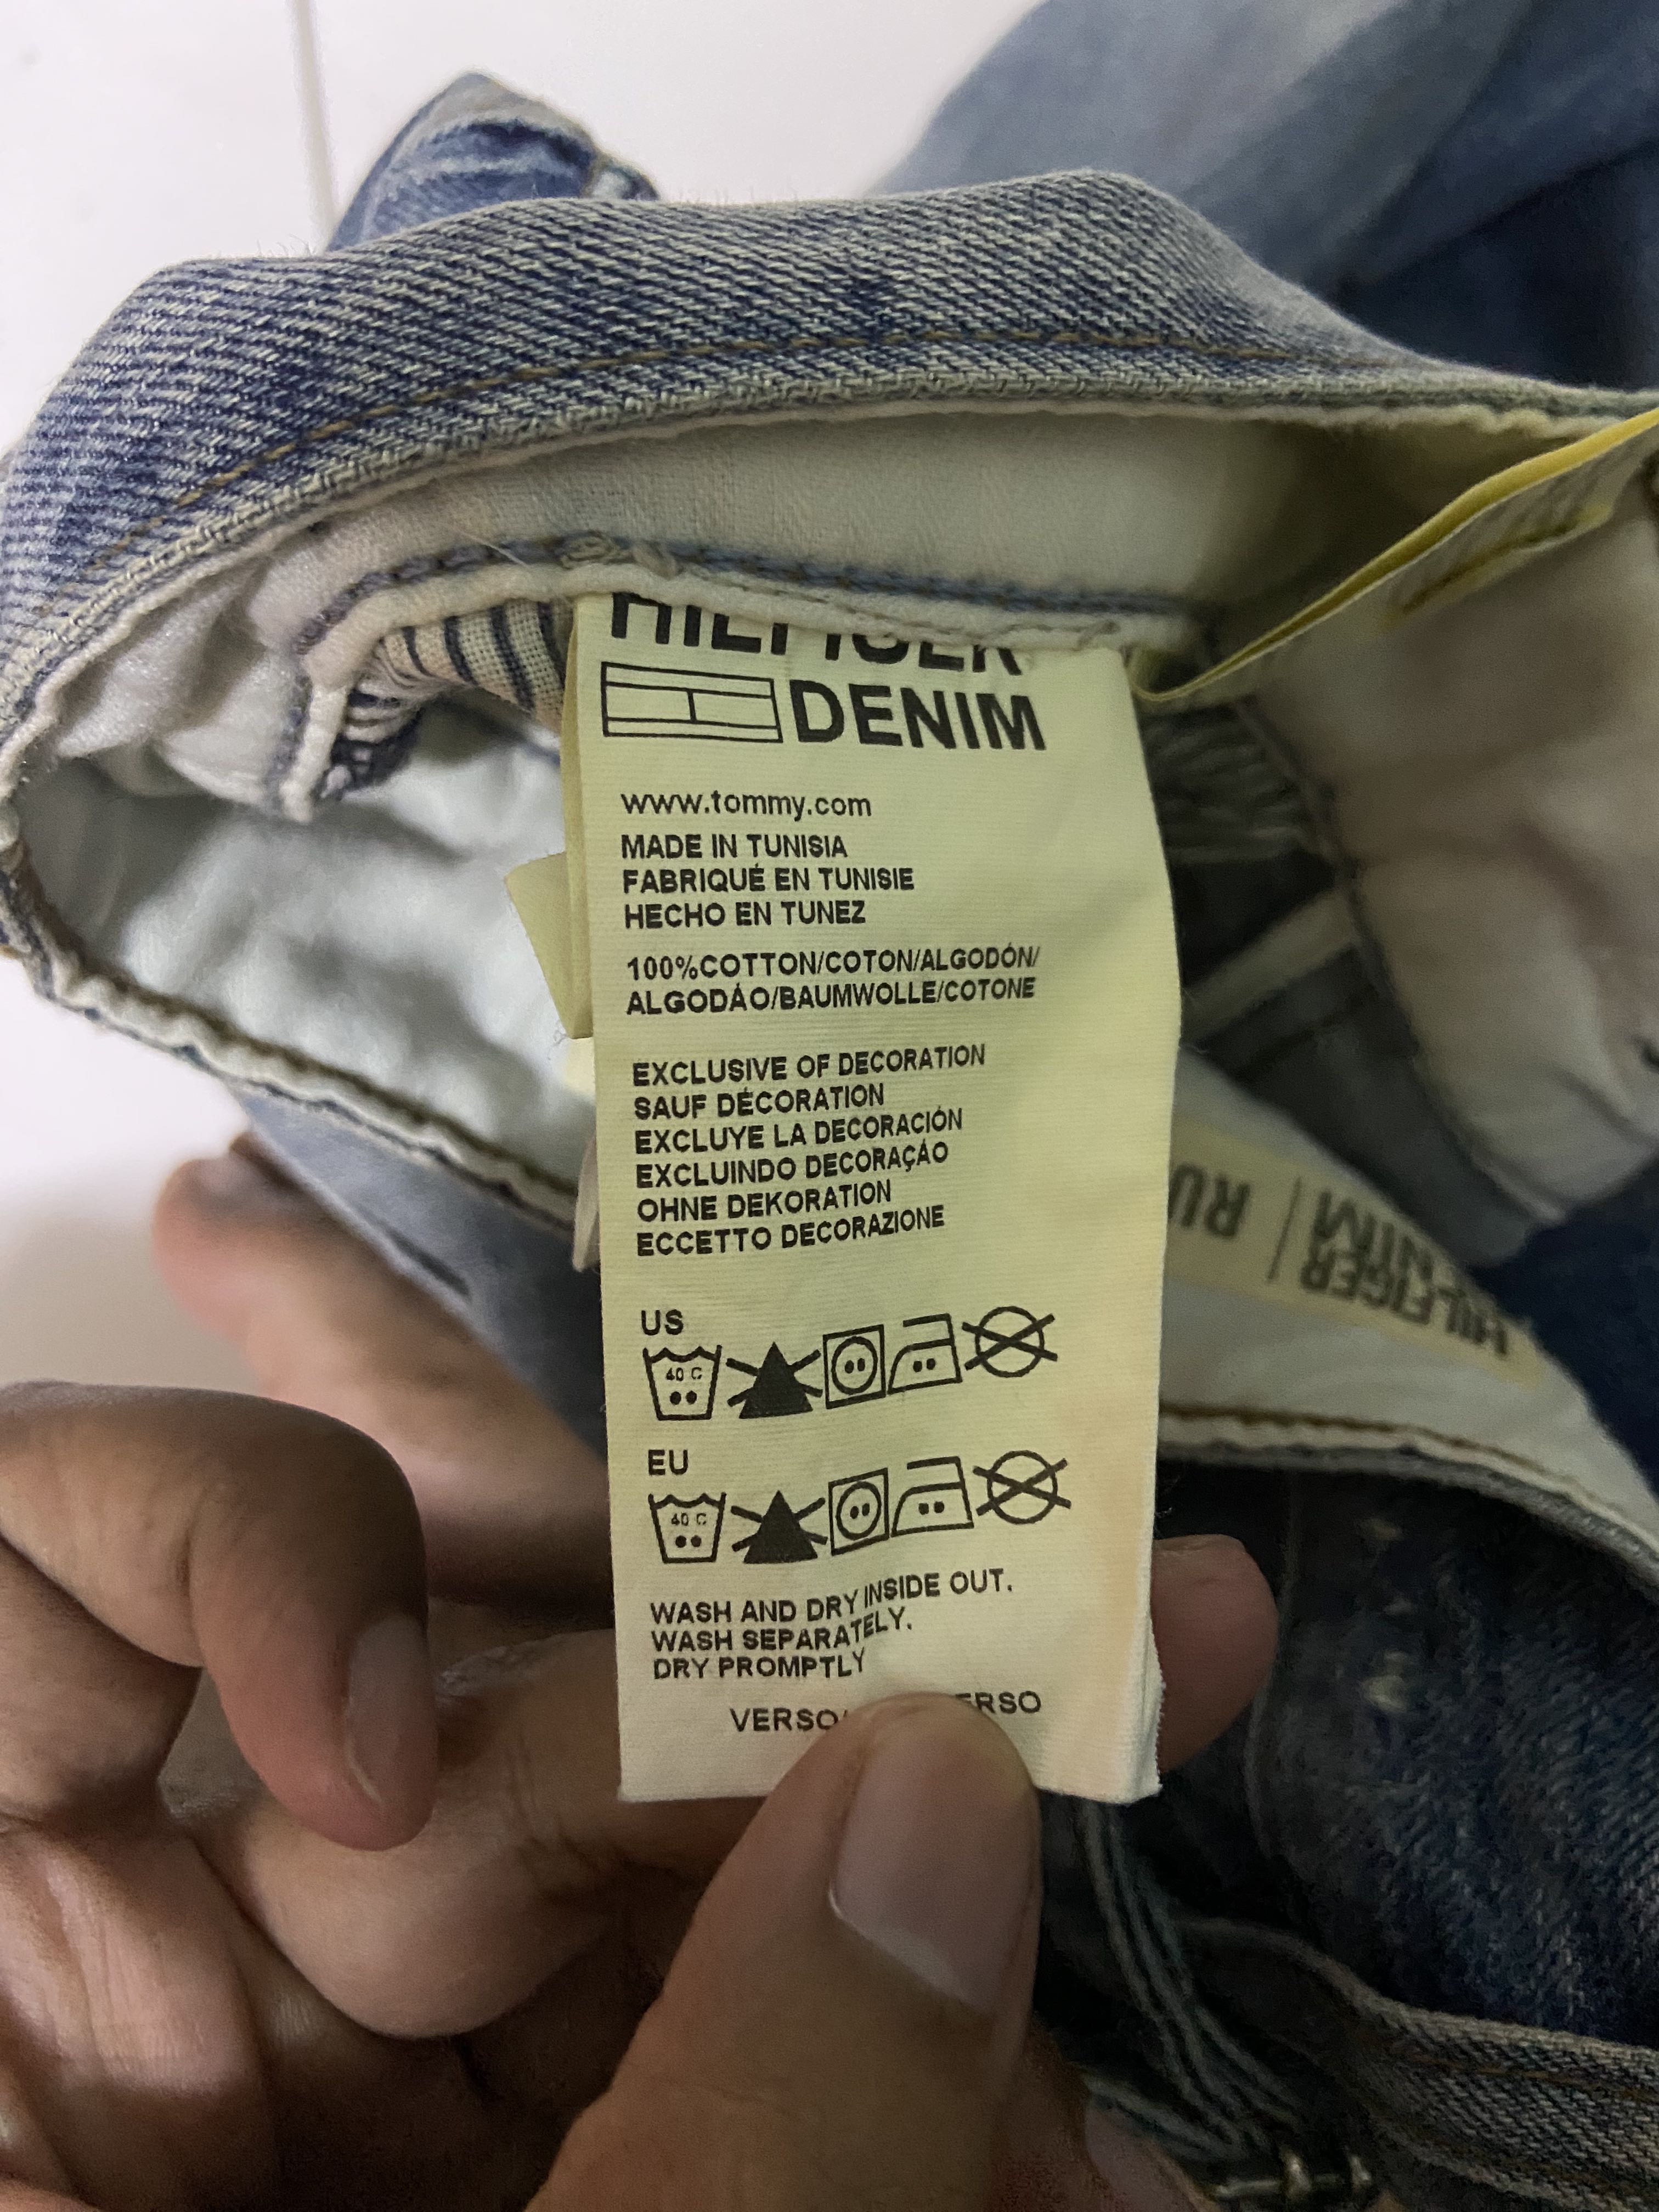 HILFIGER
DENIM
www.tommy.com
MADE IN TUNISIA
FABRIQUÉ EN TUNISIE
HECHO EN TUNEZ
100%COTTON/COTON/ALGODÓN/
ALGODÁO/BAUMWOLLE/COTONE
EXCLUSIVE OF DECORATION
SAUF DÉCORATION
EXCLUYE LA DECORACIÓN
EXCLUINDO DECORAÇÁO
OHNE DEKORATION
ECCETTO DECORAZIONE
US
40 C
EU
40 C
WASH AND DRY INSIDE OUT.
WASH SEPARATELY.
DRY PROMPTLY
VERSO/
HILFIGER